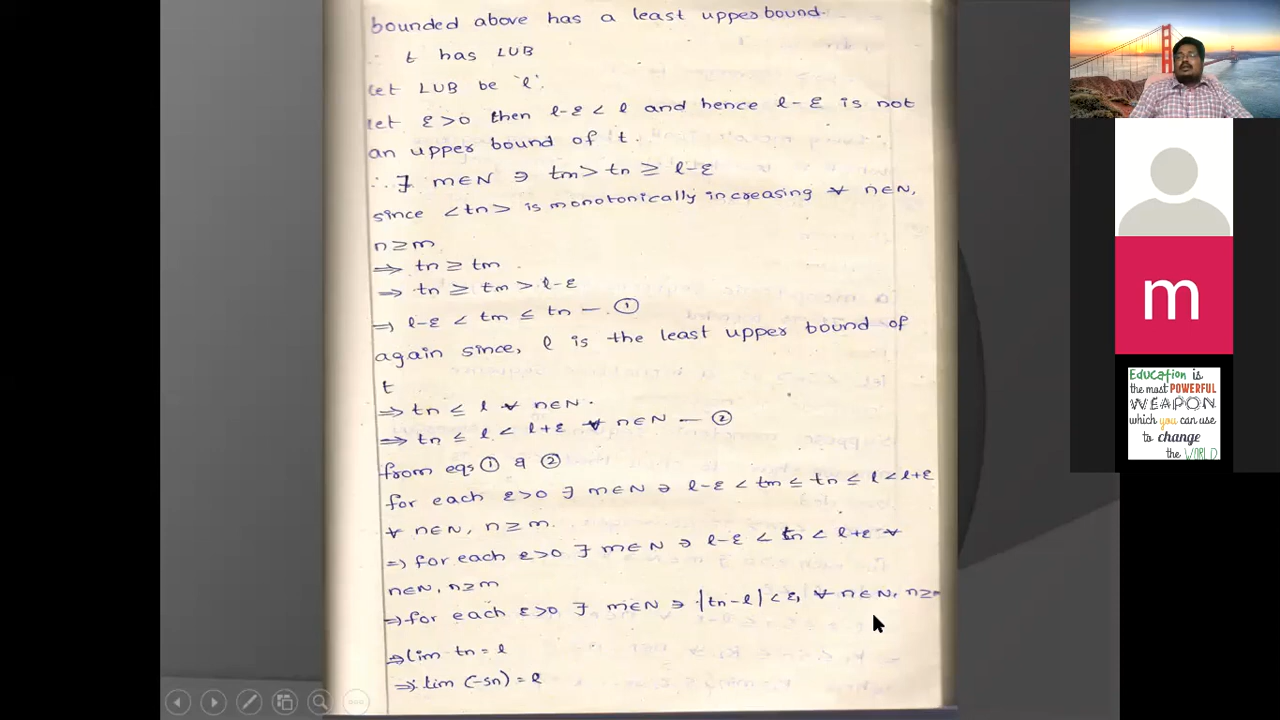 bounded above has a least upper bound.
∴ t has LUB
let LUB be 'l'.
let ε>0 then l-ε < l and hence l-ε is not
an upper bound of t.
∴ ∃ m∈N ∋ tm > tn ≥ l-ε
since <tn> is monotonically increasing ∀ n∈N,
n≥m
⇒ tn ≥ tm
⇒ tn ≥ tm > l-ε
⇒ l-ε < tm ≤ tn — ①
again since, l is the least upper bound of
t
⇒ tn ≤ l ∀ n∈N.
⇒ tn ≤ l < l+ε ∀ n∈N — ②
from eqs ① & ②
for each ε>0 ∃ m∈N ∋ l-ε < tm ≤ tn ≤ l < l+ε
∀ n∈N, n≥m.
⇒ for each ε>0 ∃ m∈N ∋ l-ε < tn < l+ε ∀
n∈N, n≥m
⇒ for each ε>0 ∃ m∈N ∋ |tn-l| < ε, ∀ n∈N, n≥
⇒ lim tn = l
⇒ lim (-sn) = l
m
Education is
the most POWERFUL
WEAPON
which you can use
to change
the WORLD